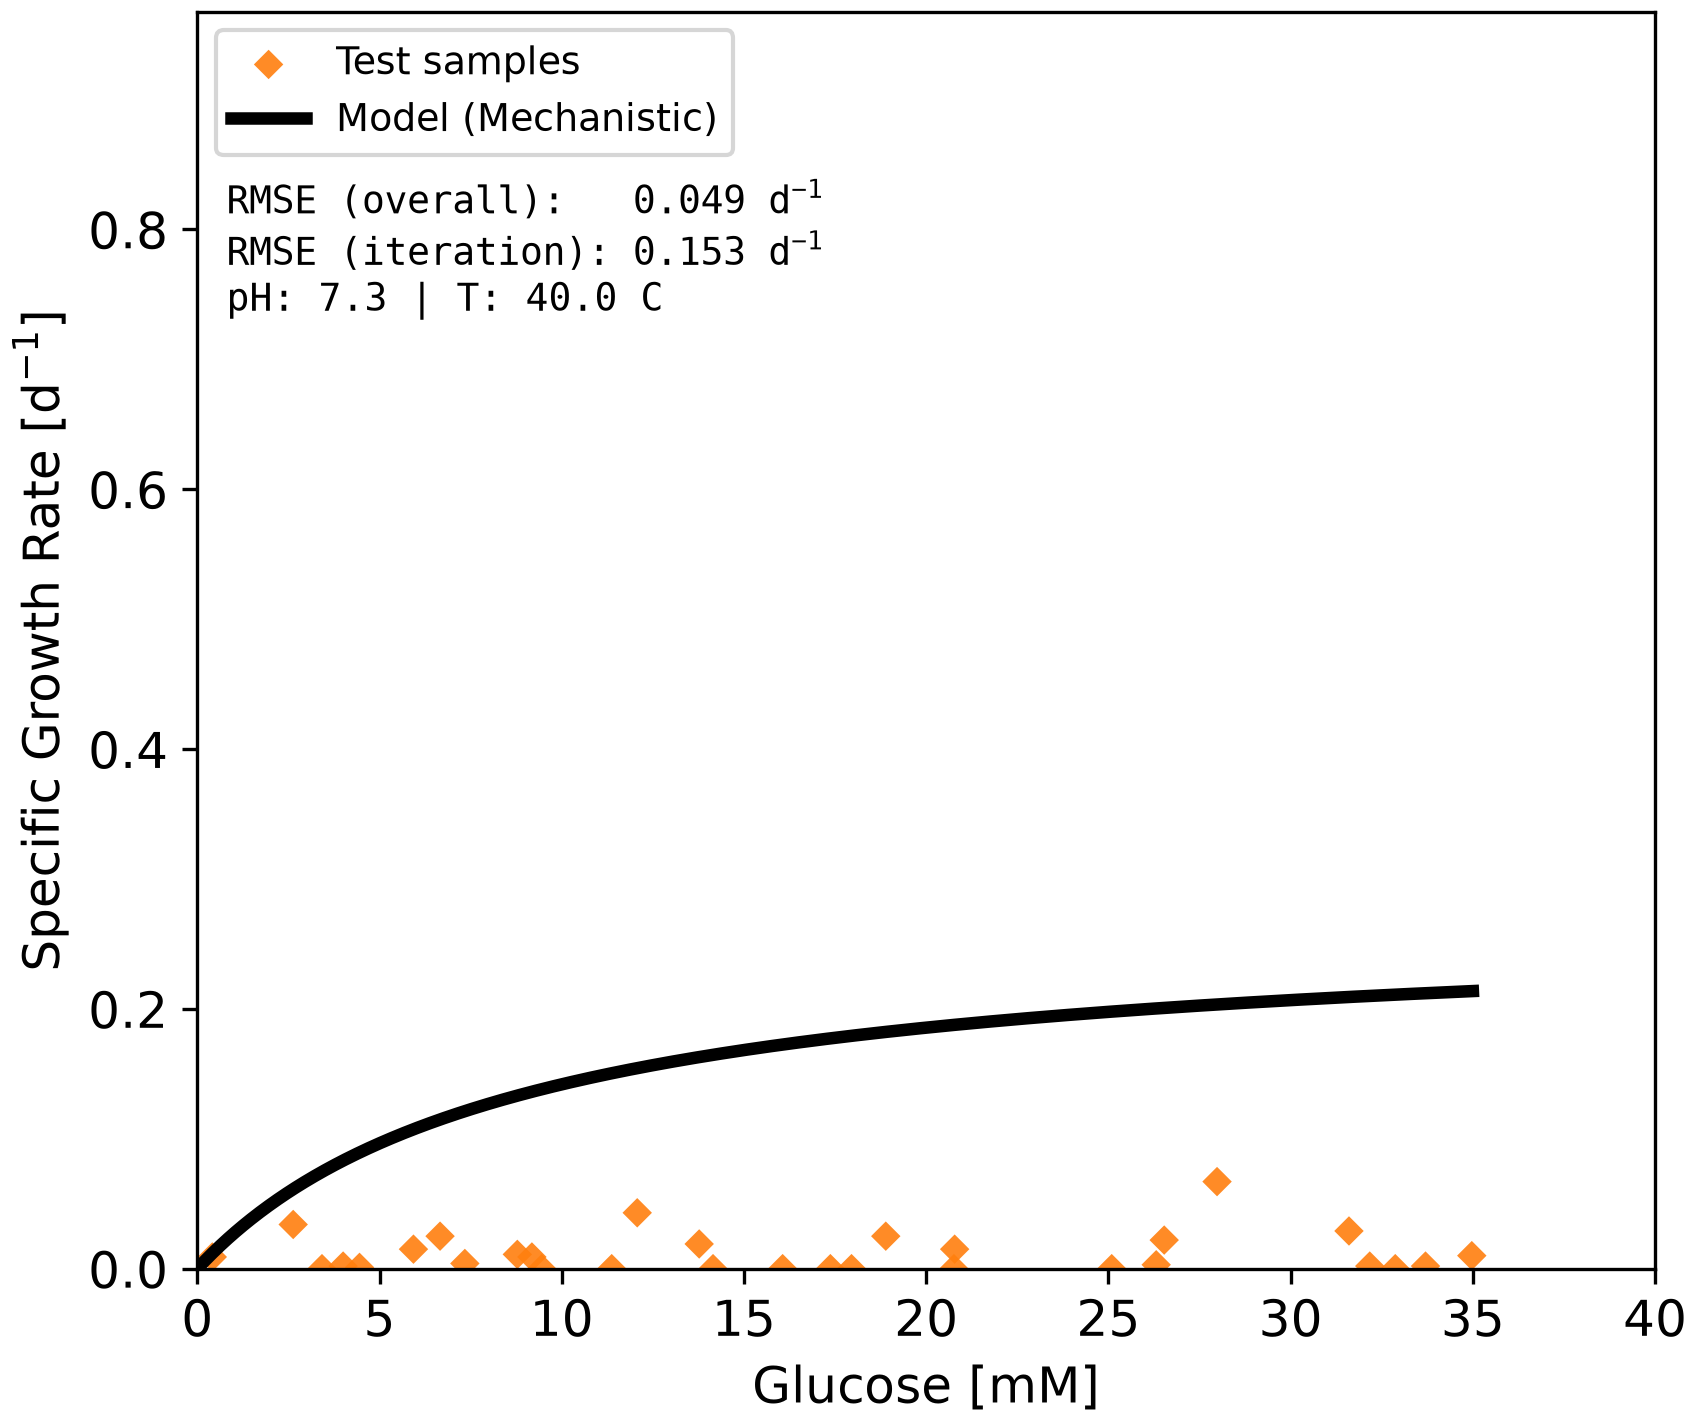 Test samples
Model (Mechanistic)
RMSE (overall):   0.049 d⁻¹
RMSE (iteration): 0.153 d⁻¹
pH: 7.3 | T: 40.0 C
Specific Growth Rate [d⁻¹]
0.8
0.6
0.4
0.2
0.0
0 5 10 15 20 25 30 35 40
Glucose [mM]